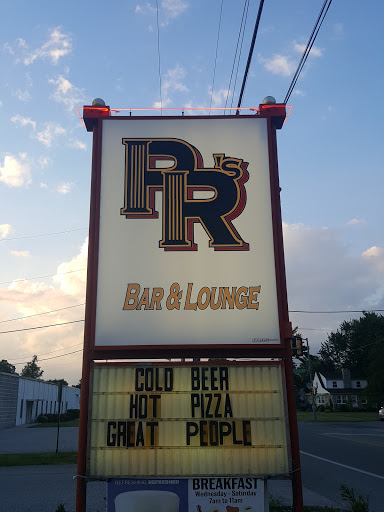 PR's
BAR & LOUNGE
COLD BEER
HOT PIZZA
GREAT PEOPLE
BREAKFAST
Wednesday - Saturday
7am to 11am